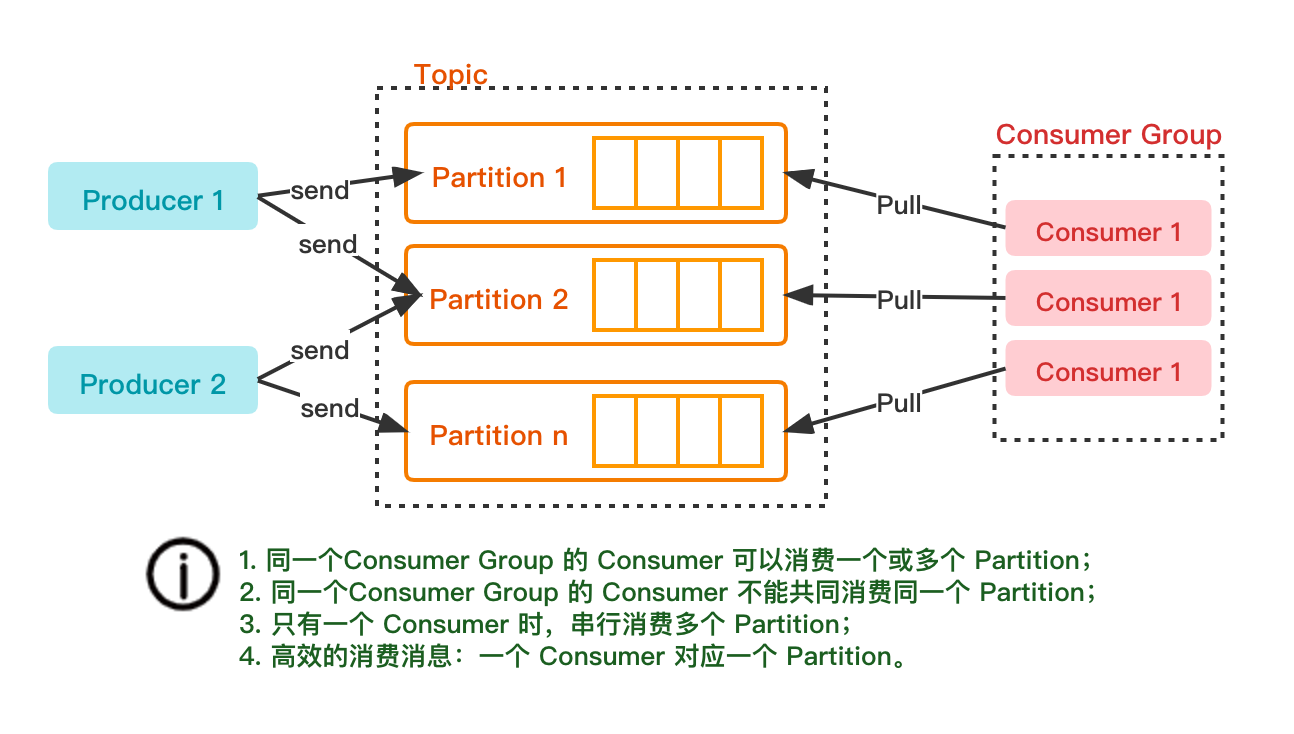 Topic
Consumer Group
Producer 1
send
Partition 1
Pull
Consumer 1
send
Partition 2
Pull
Consumer 1
send
Producer 2
send
Partition n
Pull
Consumer 1
1. 同一个Consumer Group 的 Consumer 可以消费一个或多个 Partition；
2. 同一个Consumer Group 的 Consumer 不能共同消费同一个 Partition；
3. 只有一个 Consumer 时，串行消费多个 Partition；
4. 高效的消费消息：一个 Consumer 对应一个 Partition。